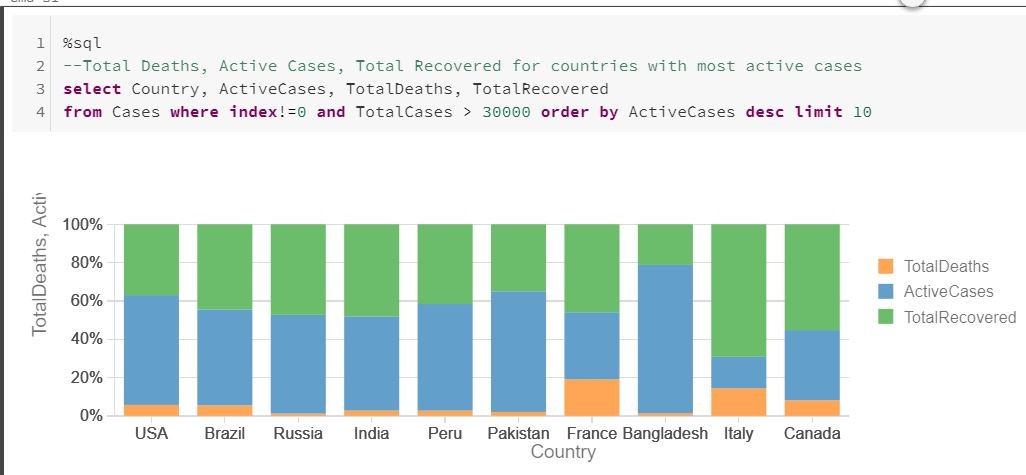 1 %sql
2 --Total Deaths, Active Cases, Total Recovered for countries with most active cases
3 select Country, ActiveCases, TotalDeaths, TotalRecovered
4 from Cases where index!=0 and TotalCases > 30000 order by ActiveCases desc limit 10
TotalDeaths, Acti
100%
80%
60%
40%
20%
0%
USA Brazil Russia India Peru Pakistan France Bangladesh Italy Canada
Country
TotalDeaths
ActiveCases
TotalRecovered